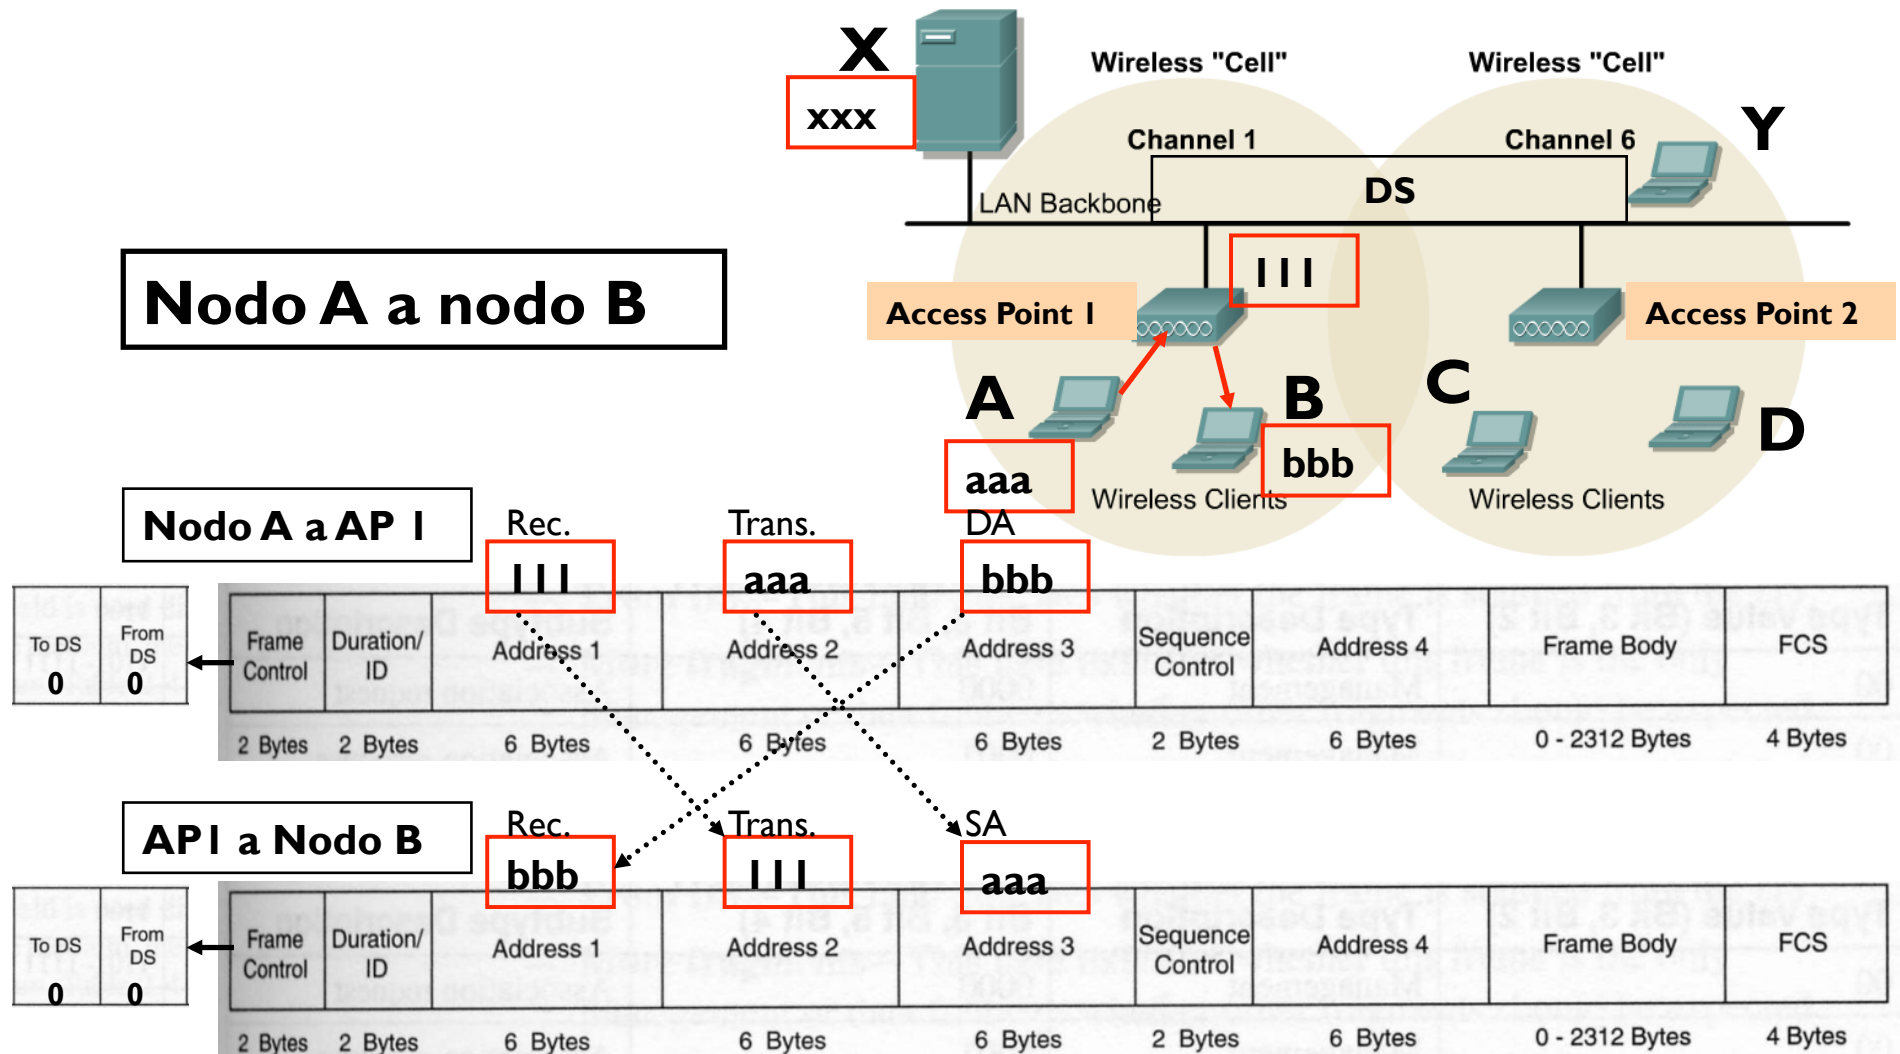 X
xxx
Wireless "Cell"
Wireless "Cell"
Channel 1
Channel 6
Y
DS
LAN Backbone
111
Nodo A a nodo B
Access Point 1
Access Point 2
A
B
C
D
aaa
bbb
Wireless Clients
Wireless Clients
Nodo A a AP 1
Rec.
Trans.
DA
111
aaa
bbb
To DS
0
From
DS
0
Frame
Control
Duration/
ID
Address 1
Address 2
Address 3
Sequence
Control
Address 4
Frame Body
FCS
2 Bytes
2 Bytes
6 Bytes
6 Bytes
6 Bytes
2 Bytes
6 Bytes
0 - 2312 Bytes
4 Bytes
AP1 a Nodo B
Rec.
Trans.
SA
bbb
111
aaa
To DS
0
From
DS
0
Frame
Control
Duration/
ID
Address 1
Address 2
Address 3
Sequence
Control
Address 4
Frame Body
FCS
2 Bytes
2 Bytes
6 Bytes
6 Bytes
6 Bytes
2 Bytes
6 Bytes
0 - 2312 Bytes
4 Bytes